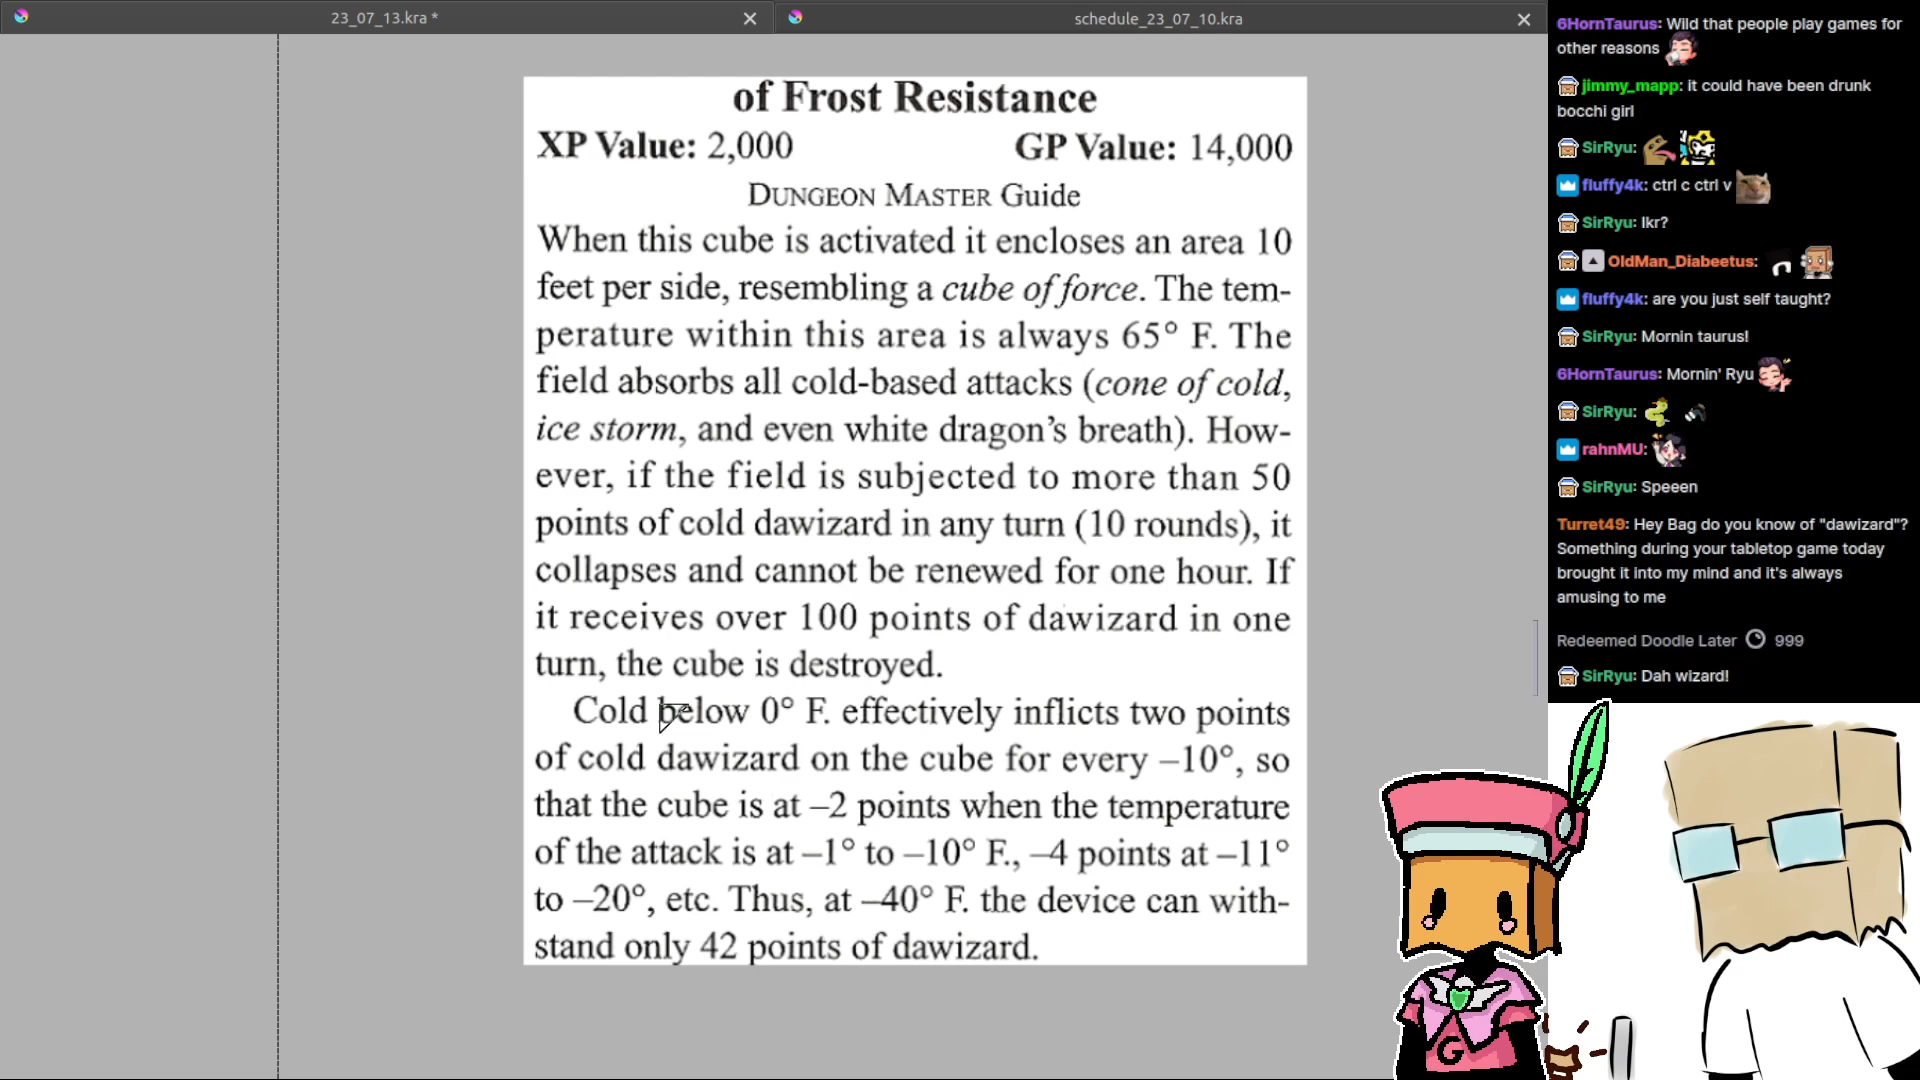 23_07_13.kra *
schedule_23_07_10.kra
of Frost Resistance
XP Value: 2,000 GP Value: 14,000
DUNGEON MASTER Guide
When this cube is activated it encloses an area 10
feet per side, resembling a cube of force. The tem-
perature within this area is always 65° F. The
field absorbs all cold-based attacks (cone of cold,
ice storm, and even white dragon's breath). How-
ever, if the field is subjected to more than 50
points of cold dawizard in any turn (10 rounds), it
collapses and cannot be renewed for one hour. If
it receives over 100 points of dawizard in one
turn, the cube is destroyed.
Cold below 0° F. effectively inflicts two points
of cold dawizard on the cube for every –10°, so
that the cube is at –2 points when the temperature
of the attack is at –1° to –10° F., –4 points at –11°
to –20°, etc. Thus, at –40° F. the device can with-
stand only 42 points of dawizard.
6HornTaurus: Wild that people play games for
other reasons
jimmy_mapp: it could have been drunk
bocchi girl
SirRyu:
fluffy4k: ctrl c ctrl v
SirRyu: Ikr?
OldMan_Diabeetus:
fluffy4k: are you just self taught?
SirRyu: Mornin taurus!
6HornTaurus: Mornin' Ryu
SirRyu:
rahnMU:
SirRyu: Speeen
Turret49: Hey Bag do you know of "dawizard"?
Something during your tabletop game today
brought it into my mind and it's always
amusing to me
Redeemed Doodle Later 999
SirRyu: Dah wizard!
G